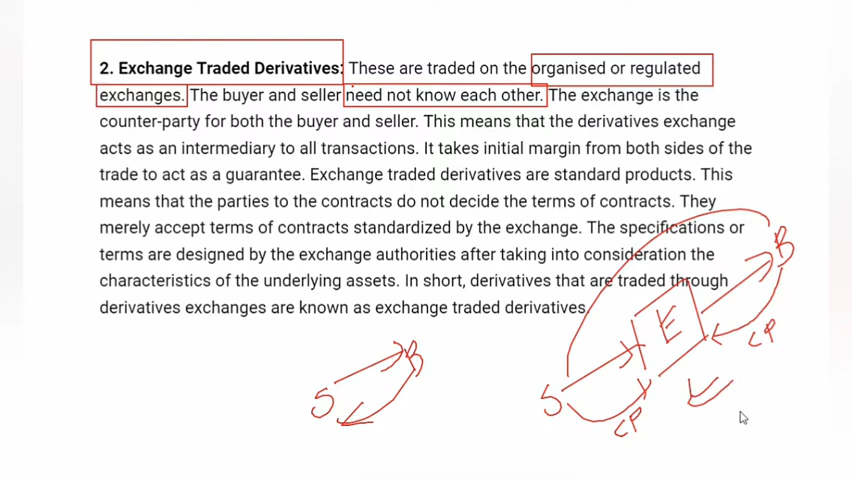 2. Exchange Traded Derivatives: These are traded on the organised or regulated
exchanges. The buyer and seller need not know each other. The exchange is the
counter-party for both the buyer and seller. This means that the derivatives exchange
acts as an intermediary to all transactions. It takes initial margin from both sides of the
trade to act as a guarantee. Exchange traded derivatives are standard products. This
means that the parties to the contracts do not decide the terms of contracts. They
merely accept terms of contracts standardized by the exchange. The specifications or
terms are designed by the exchange authorities after taking into consideration the
characteristics of the underlying assets. In short, derivatives that are traded through
derivatives exchanges are known as exchange traded derivatives.
B
E
CP
B
S
S
CP